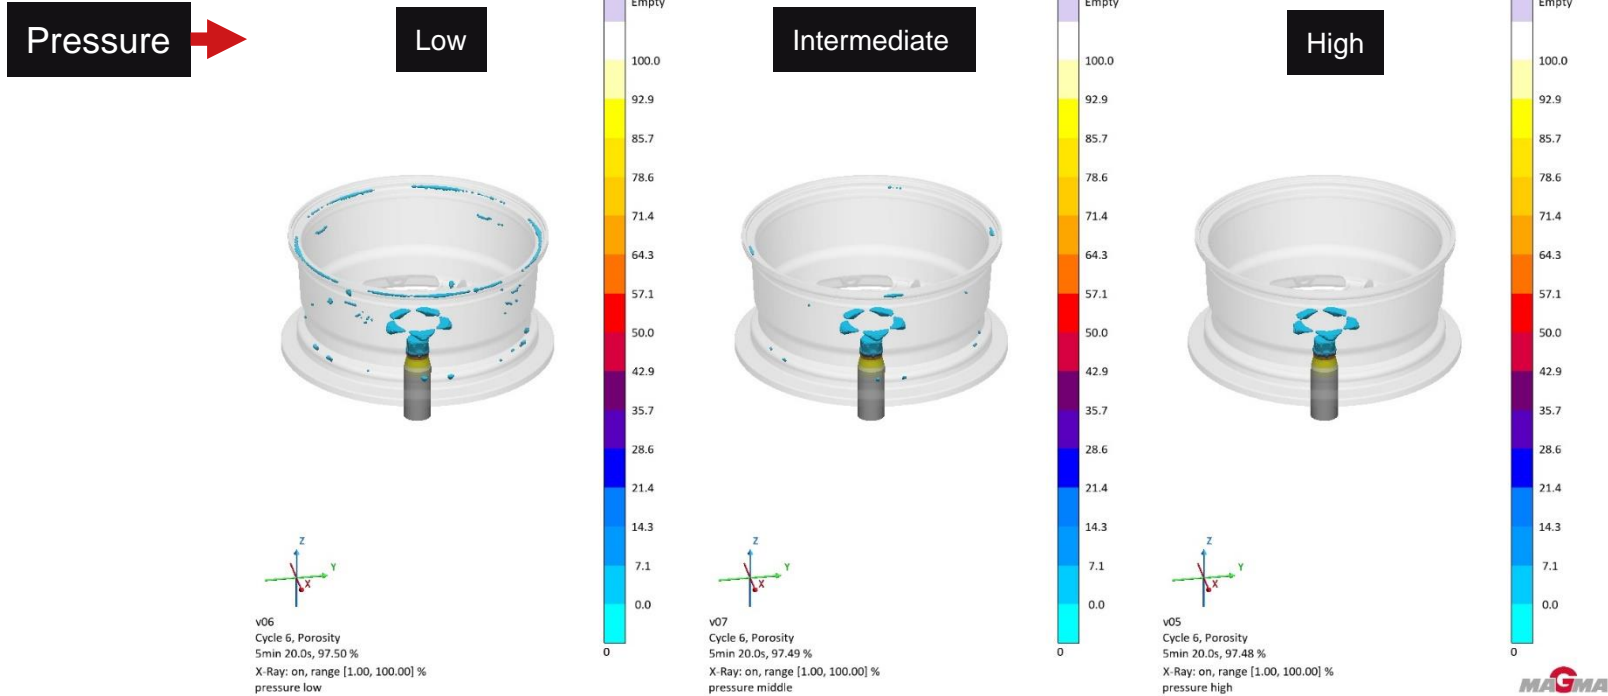 Pressure
Low
Intermediate
High
Empty
100.0
92.9
85.7
78.6
71.4
64.3
57.1
50.0
42.9
35.7
28.6
21.4
14.3
7.1
0.0
0
Z
Y
X
v06
Cycle 6, Porosity
5min 20.0s, 97.50 %
X-Ray: on, range [1.00, 100.00] %
pressure low
Empty
100.0
92.9
85.7
78.6
71.4
64.3
57.1
50.0
42.9
35.7
28.6
21.4
14.3
7.1
0.0
0
Z
Y
X
v07
Cycle 6, Porosity
5min 20.0s, 97.49 %
X-Ray: on, range [1.00, 100.00] %
pressure middle
Empty
100.0
92.9
85.7
78.6
71.4
64.3
57.1
50.0
42.9
35.7
28.6
21.4
14.3
7.1
0.0
0
Z
Y
X
v05
Cycle 6, Porosity
5min 20.0s, 97.48 %
X-Ray: on, range [1.00, 100.00] %
pressure high
MAGMA